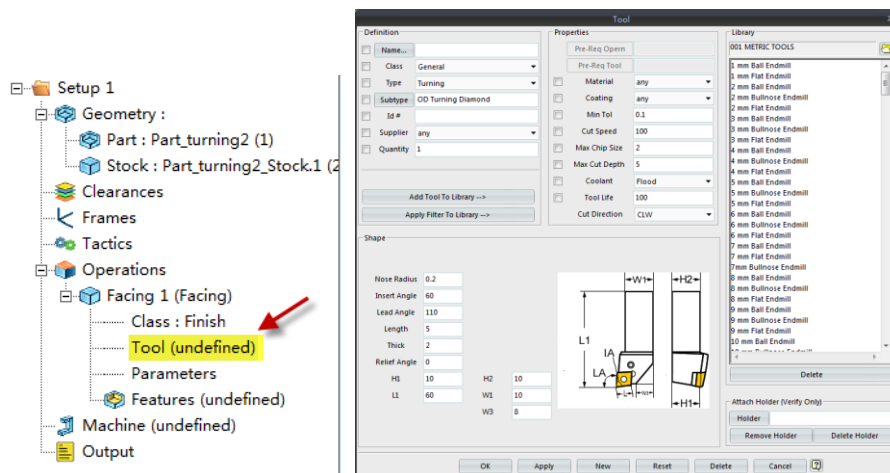 Setup 1
Geometry :
Part : Part_turning2 (1)
Stock : Part_turning2_Stock.1 (2
Clearances
Frames
Tactics
Operations
Facing 1 (Facing)
Class : Finish
Tool (undefined)
Parameters
Features (undefined)
Machine (undefined)
Output
Tool
Definition
Name...
Class General
Type Turning
Subtype OD Turning Diamond
Id #
Supplier any
Quantity 1
Add Tool To Library -->
Apply Filter To Library -->
Properties
Pre-Req Opern
Pre-Req Tool
Material any
Coating any
Min Tol 0.1
Cut Speed 100
Max Chip Size 2
Max Cut Depth 5
Coolant Flood
Tool Life 100
Cut Direction CLW
Library
001 METRIC TOOLS
1 mm Ball Endmill
1 mm Flat Endmill
2 mm Ball Endmill
2 mm Bullnose Endmill
2 mm Flat Endmill
3 mm Ball Endmill
3 mm Bullnose Endmill
3 mm Flat Endmill
4 mm Ball Endmill
4 mm Bullnose Endmill
4 mm Flat Endmill
5 mm Ball Endmill
5 mm Bullnose Endmill
5 mm Flat Endmill
6 mm Ball Endmill
6 mm Bullnose Endmill
6 mm Flat Endmill
7 mm Ball Endmill
7 mm Flat Endmill
7mm Bullnose Endmill
8 mm Ball Endmill
8 mm Bullnose Endmill
8 mm Flat Endmill
9 mm Ball Endmill
9 mm Bullnose Endmill
9 mm Flat Endmill
10 mm Ball Endmill
10 mm Bullnose Endmill
Delete
Attach Holder (Verify Only)
Holder
Remove Holder Delete Holder
Shape
Nose Radius 0.2
Insert Angle 60
Lead Angle 110
Length 5
Thick 2
Relief Angle 0
H1 10 H2 10
L1 60 W1 10
W3 8
W1
H2
L1
IA
LA
L
W3
H1
OK Apply New Reset Delete Cancel